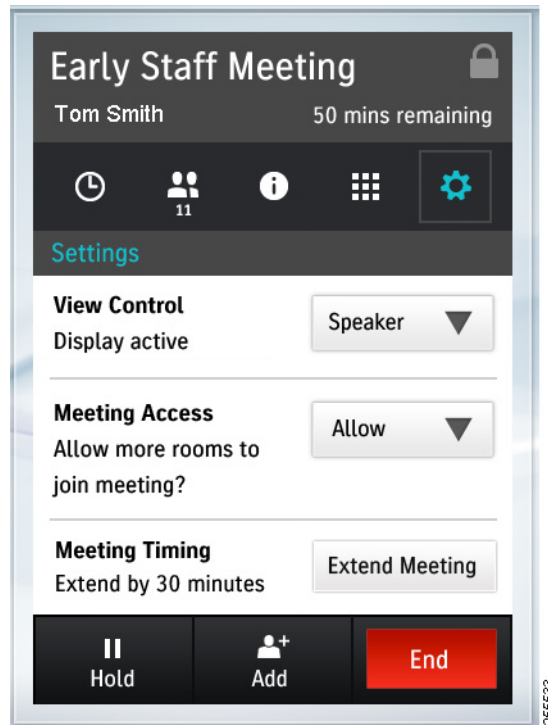 Early Staff Meeting
Tom Smith
50 mins remaining
11
Settings
View Control
Display active
Speaker
Meeting Access
Allow more rooms to
join meeting?
Allow
Meeting Timing
Extend by 30 minutes
Extend Meeting
Hold
Add
End